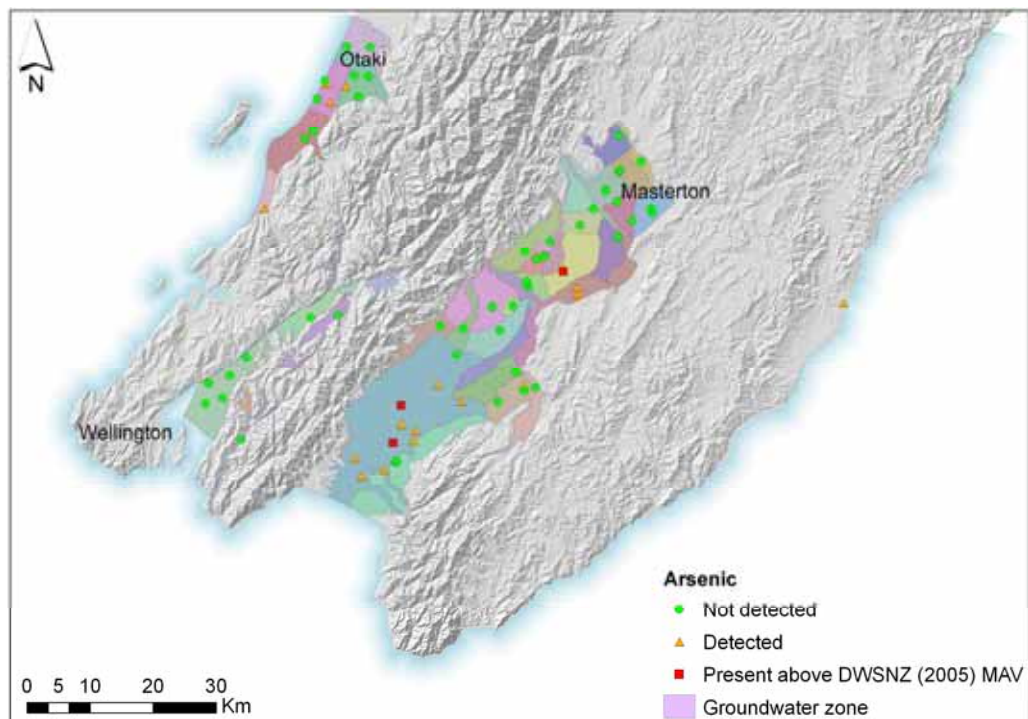 N
Otaki
Masterton
Wellington
Arsenic
Not detected
Detected
Present above DWSNZ (2005) MAV
Groundwater zone
0 5 10 20 30
Km